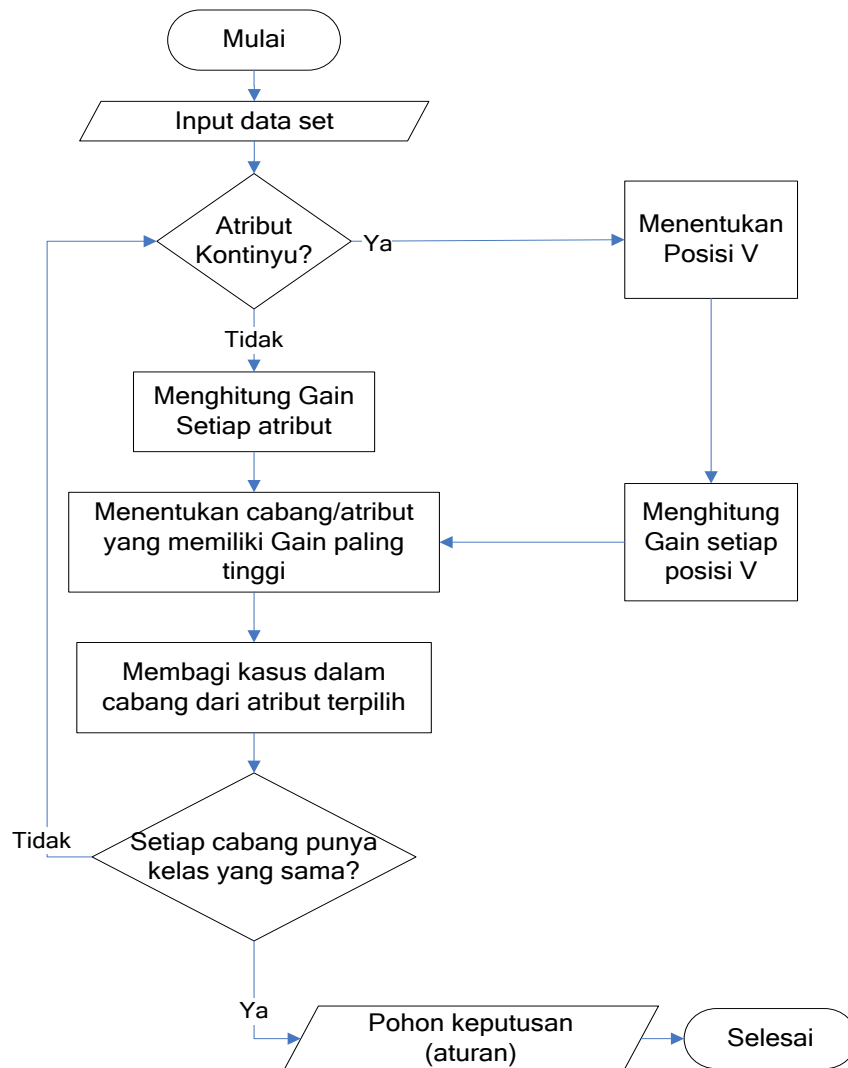 Mulai
Input data set
Atribut
Kontinyu?
Ya
Menentukan
Posisi V
Tidak
Menghitung Gain
Setiap atribut
Menentukan cabang/atribut
yang memiliki Gain paling
tinggi
Menghitung
Gain setiap
posisi V
Membagi kasus dalam
cabang dari atribut terpilih
Tidak
Setiap cabang punya
kelas yang sama?
Ya
Pohon keputusan
(aturan)
Selesai